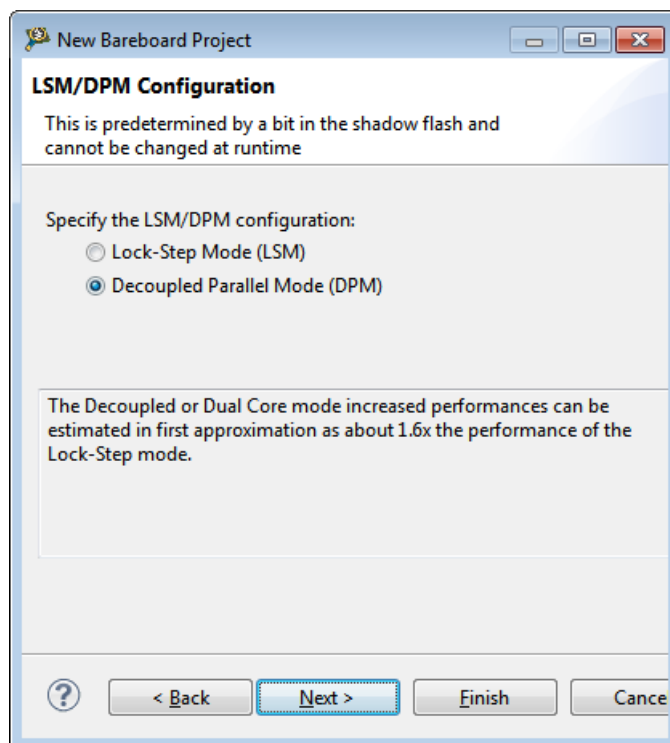 New Bareboard Project
LSM/DPM Configuration
This is predetermined by a bit in the shadow flash and
cannot be changed at runtime
Specify the LSM/DPM configuration:
Lock-Step Mode (LSM)
Decoupled Parallel Mode (DPM)
The Decoupled or Dual Core mode increased performances can be
estimated in first approximation as about 1.6x the performance of the
Lock-Step mode.
? < Back Next > Finish Cance